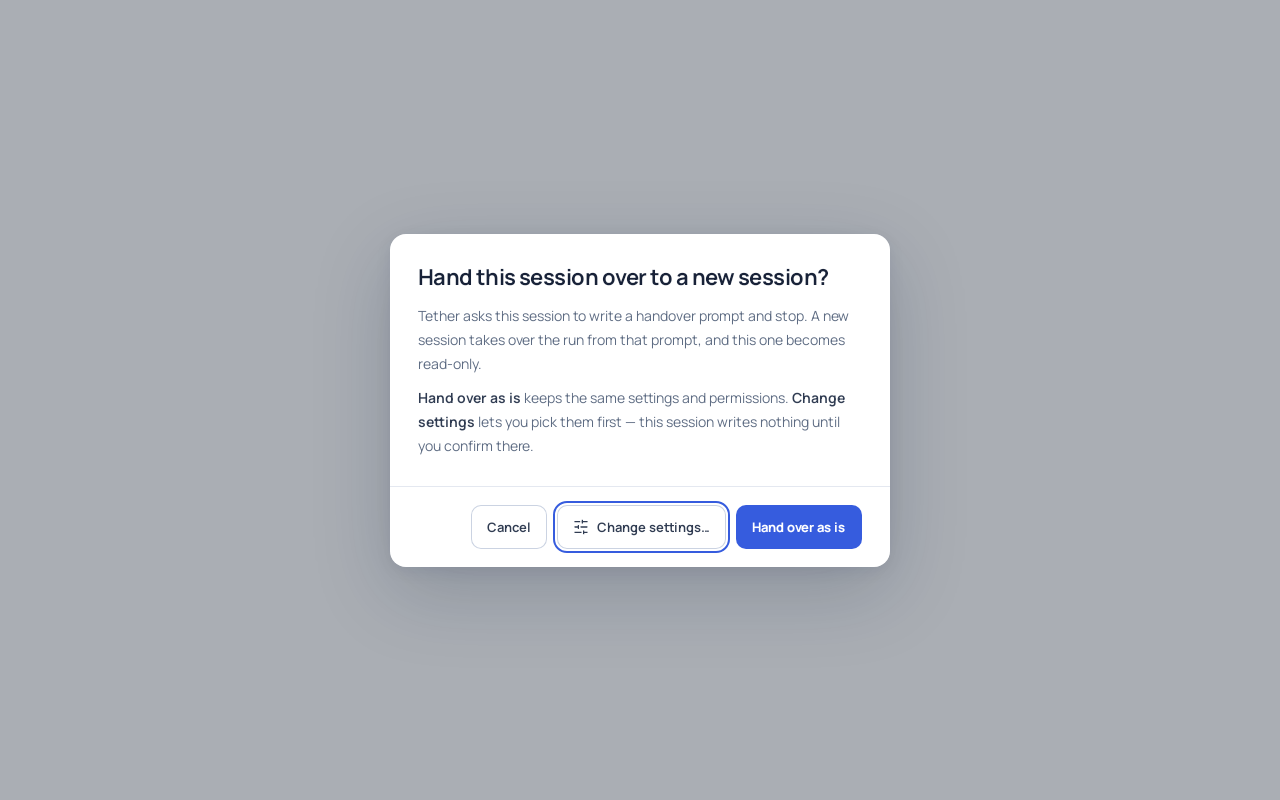 Hand this session over to a new session?
Tether asks this session to write a handover prompt and stop. A new
session takes over the run from that prompt, and this one becomes
read-only.
Hand over as is keeps the same settings and permissions. Change
settings lets you pick them first — this session writes nothing until
you confirm there.
Cancel
Change settings…
Hand over as is